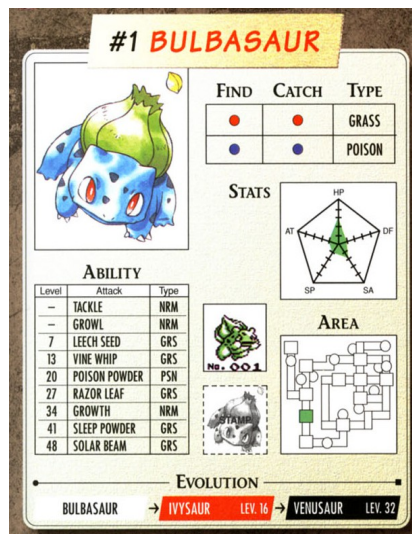 #1 BULBASAUR
FIND CATCH TYPE
GRASS
POISON
STATS
HP
AT DF
SP SA
ABILITY
Level Attack Type
– TACKLE NRM
– GROWL NRM
7 LEECH SEED GRS
13 VINE WHIP GRS
20 POISON POWDER PSN
27 RAZOR LEAF GRS
34 GROWTH NRM
41 SLEEP POWDER GRS
48 SOLAR BEAM GRS
No. 001
STAMP
AREA
EVOLUTION
BULBASAUR → IVYSAUR LEV. 16 → VENUSAUR LEV. 32